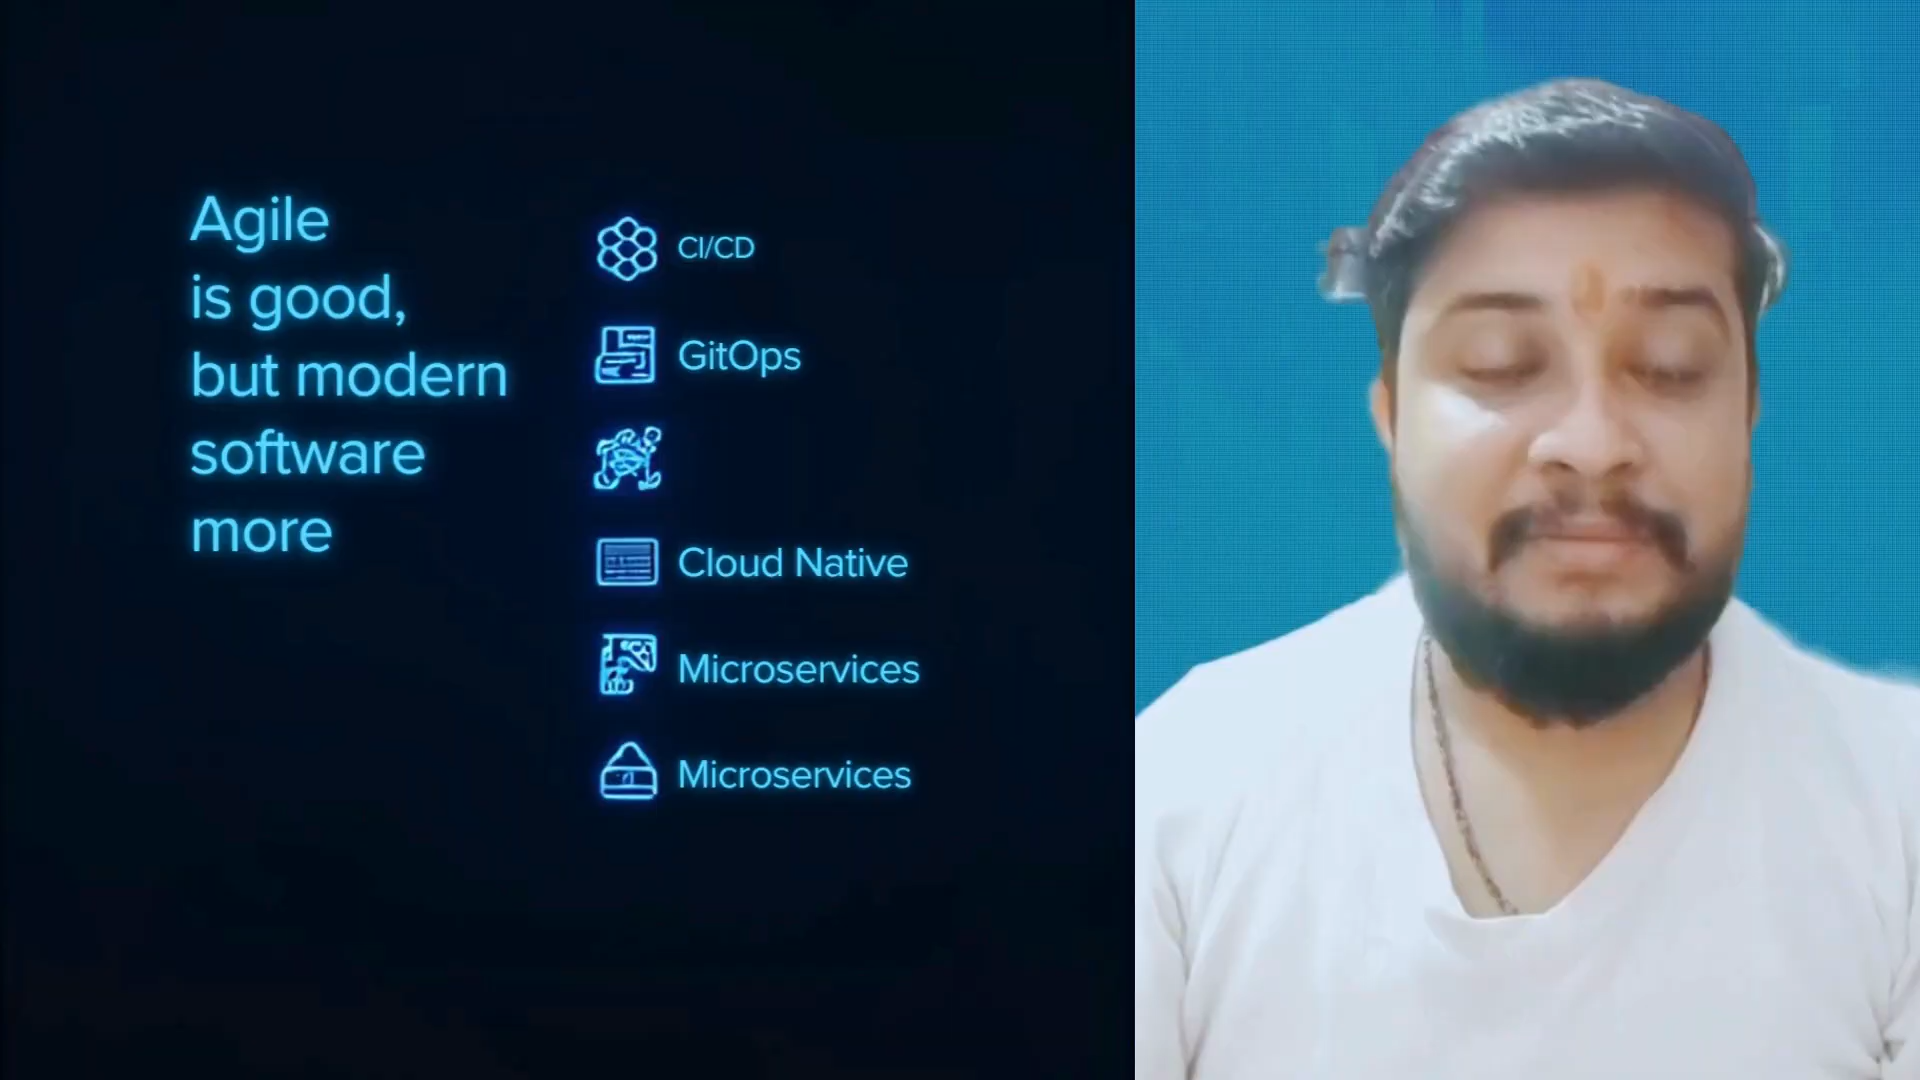 Agile
is good,
but modern
software
more
CI/CD
GitOps
Cloud Native
Microservices
Microservices